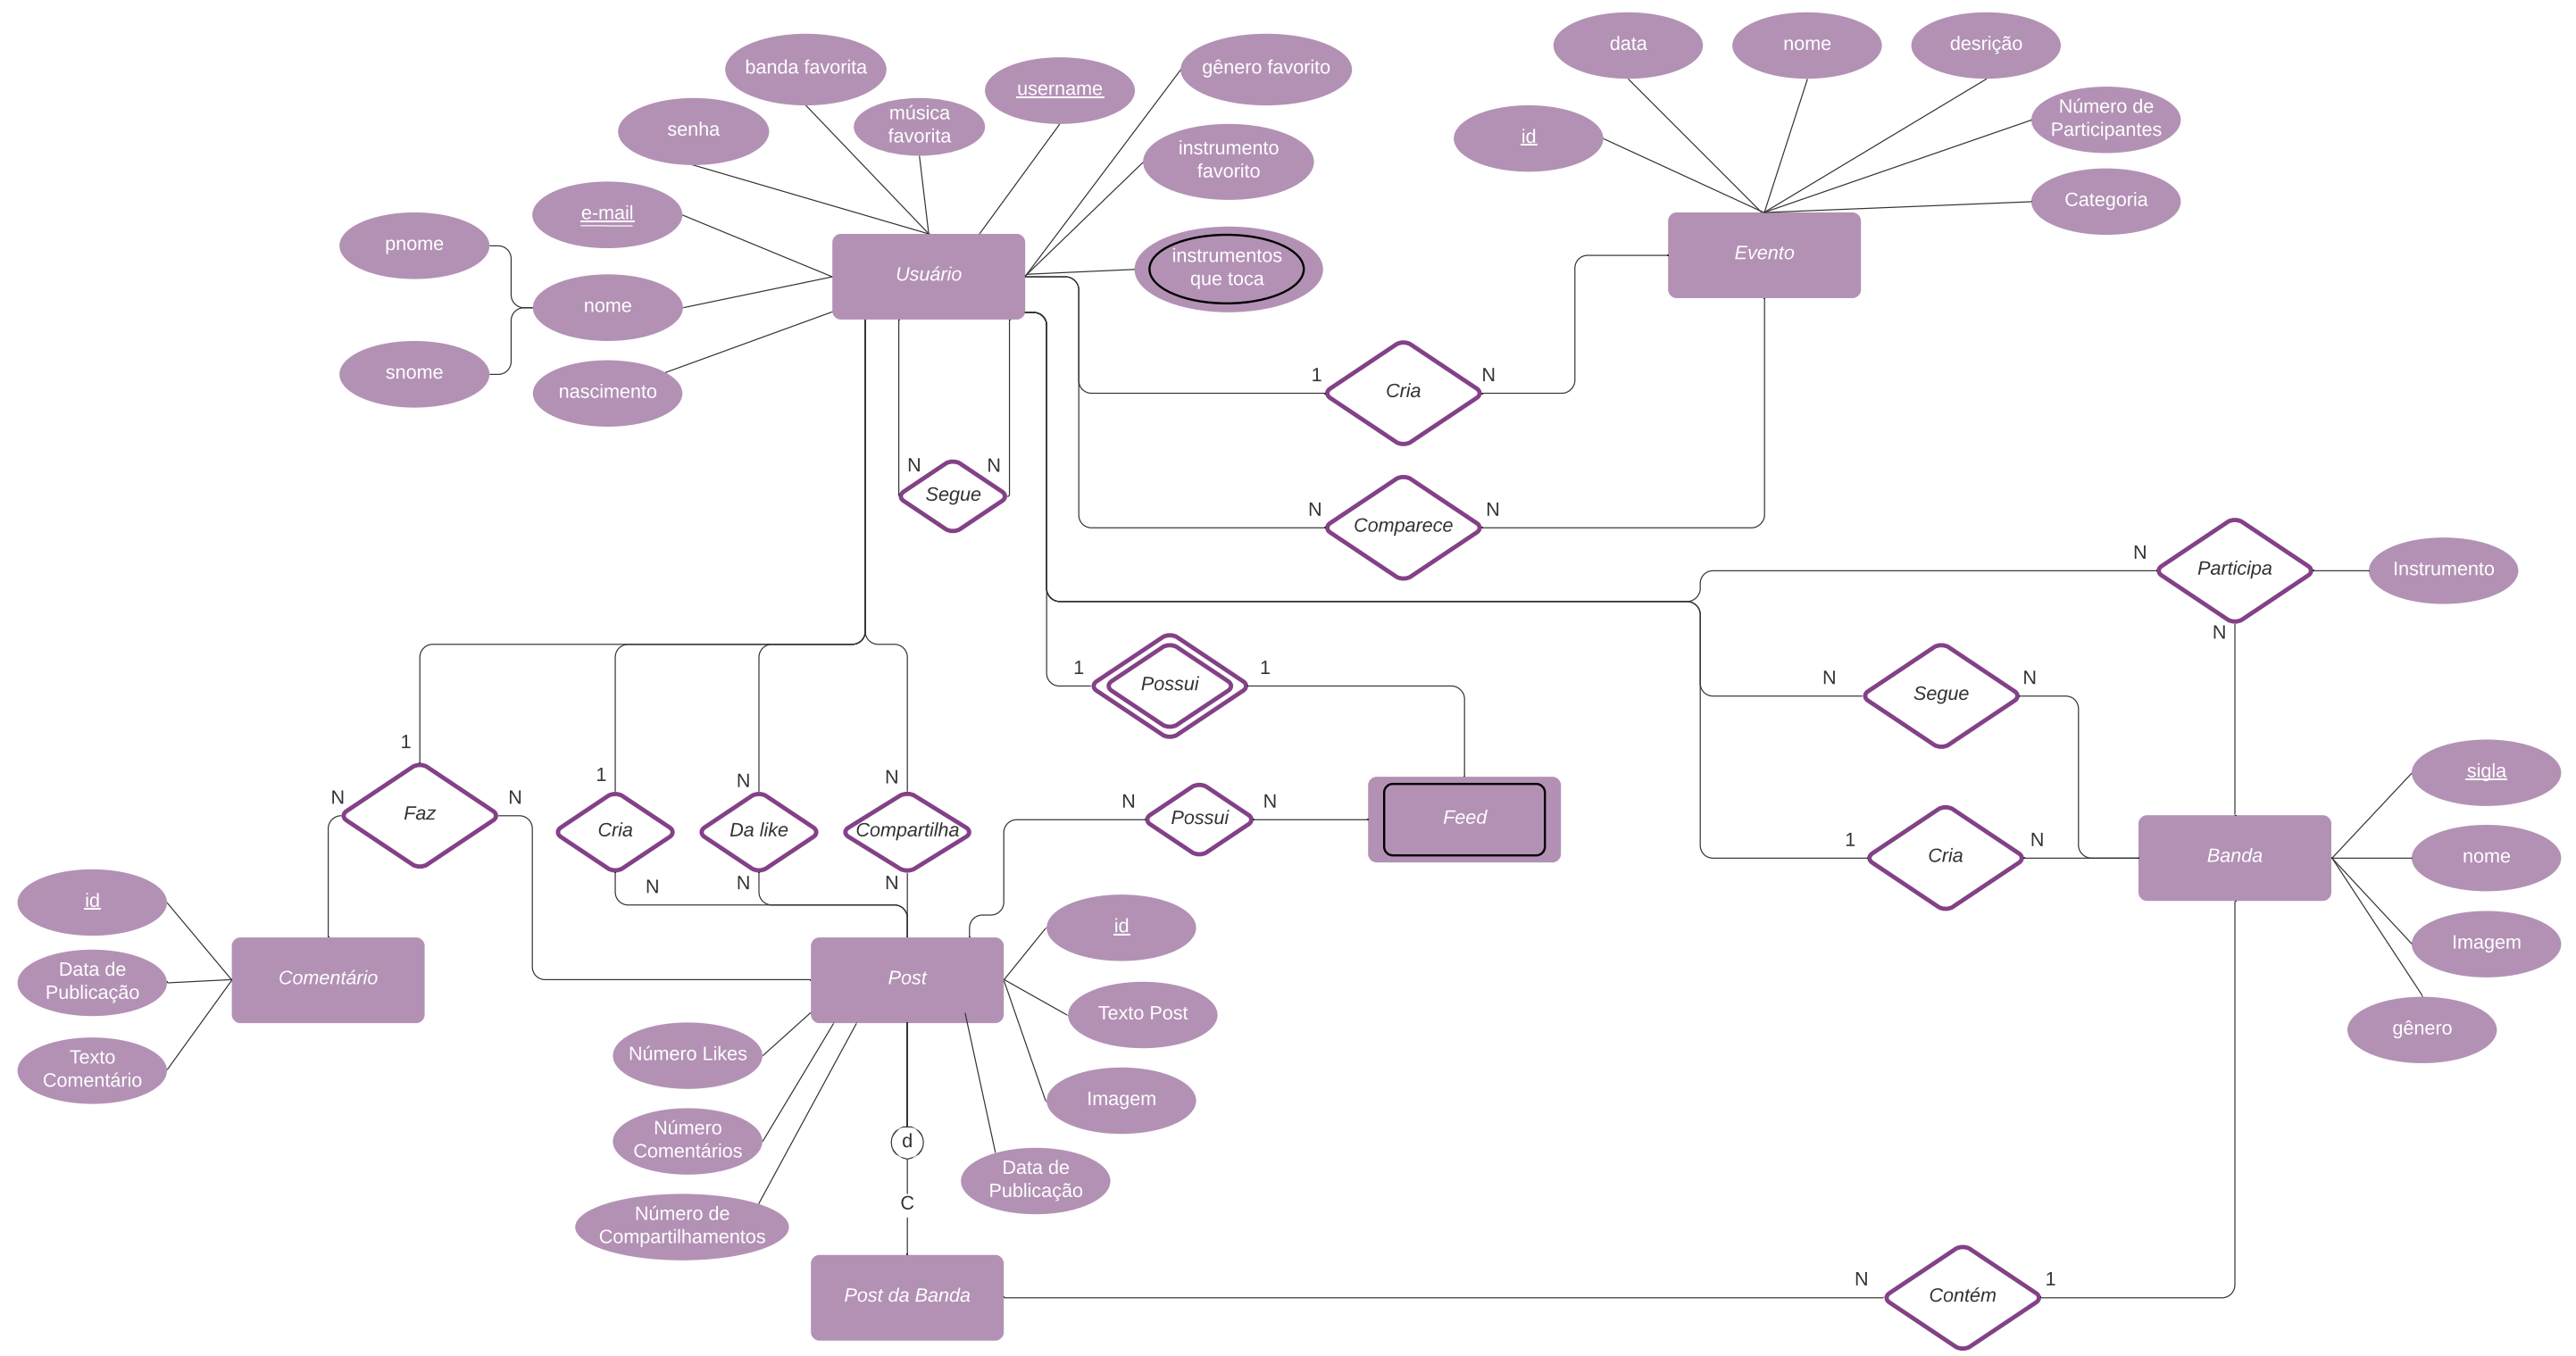 data
nome
desrição
banda favorita
gênero favorito
username
música
favorita
senha
id
Número de
Participantes
instrumento
favorito
Categoria
e-mail
pnome
Usuário
instrumentos
que toca
Evento
nome
snome
nascimento
1
Cria
N
N
N
Segue
N
Comparece
N
N
Participa
Instrumento
N
1
Possui
1
N
Segue
N
1
N
Faz
N
1
Cria
N
N
Da like
N
N
Compartilha
N
N
Possui
N
Feed
sigla
1
Cria
N
Banda
nome
Imagem
gênero
id
Data de
Publicação
Texto
Comentário
Comentário
Post
id
Texto Post
Imagem
Número Likes
Número
Comentários
Número de
Compartilhamentos
d
C
Data de
Publicação
Post da Banda
N
Contém
1